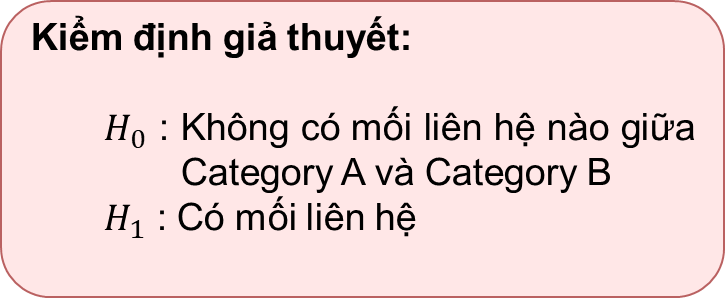 Kiểm định giả thuyết:
H₀ : Không có mối liên hệ nào giữa
Category A và Category B
H₁ : Có mối liên hệ